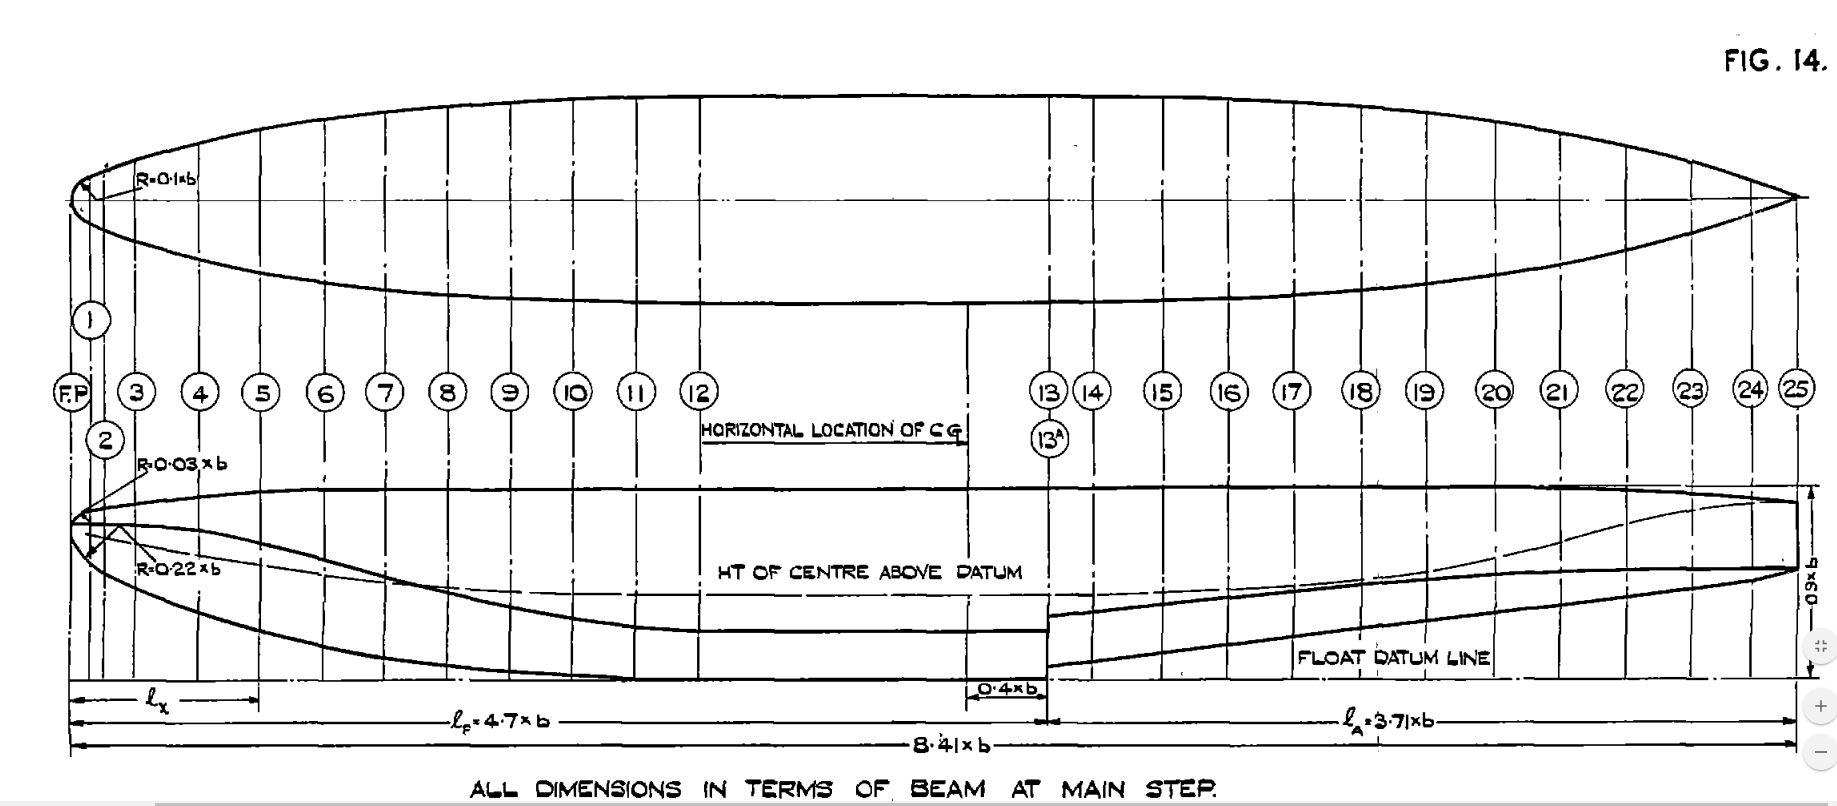 FIG. 14.
R=0·1×b
1
F.P 3 4 5 6 7 8 9 10 11 12 13 14 15 16 17 18 19 20 21 22 23 24 25
2
HORIZONTAL LOCATION OF C G
13A
R=0·03 × b
R=0·22×b
HT OF CENTRE ABOVE DATUM
0·9×b
FLOAT DATUM LINE
0·4×b
lx
lF=4·7×b
lA=3·71×b
8·41×b
ALL DIMENSIONS IN TERMS OF BEAM AT MAIN STEP.
+
−